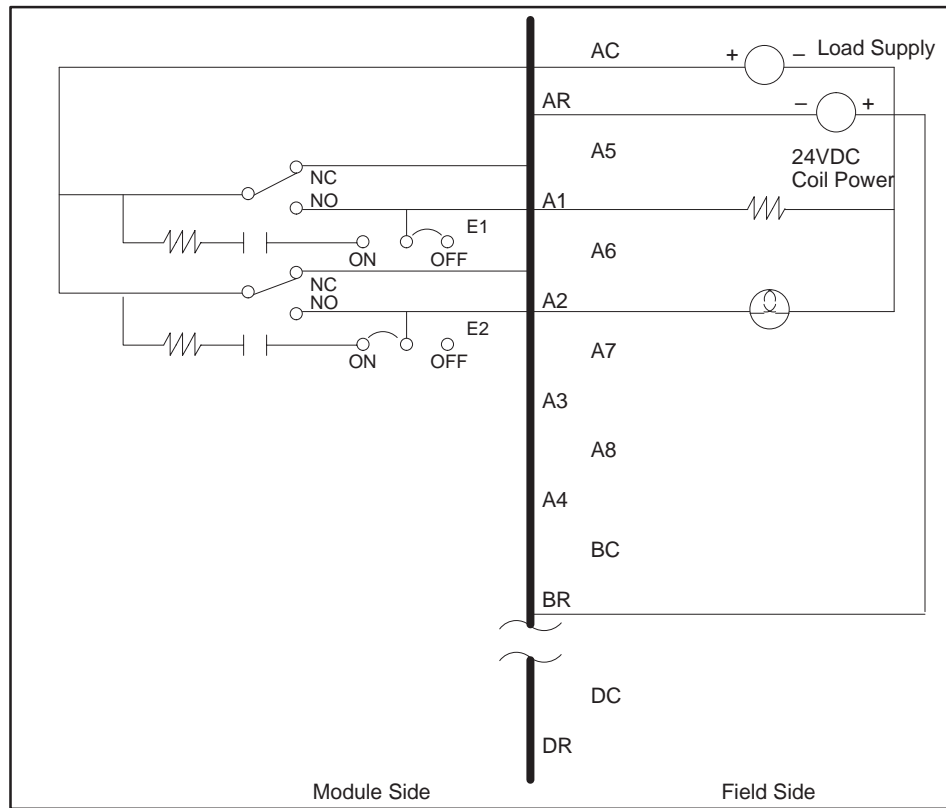 AC
+ – Load Supply
AR
– +
A5
24VDC
Coil Power
NC
NO
A1
E1
ON
OFF
A6
NC
NO
A2
E2
ON
OFF
A7
A3
A8
A4
BC
BR
DC
DR
Module Side
Field Side